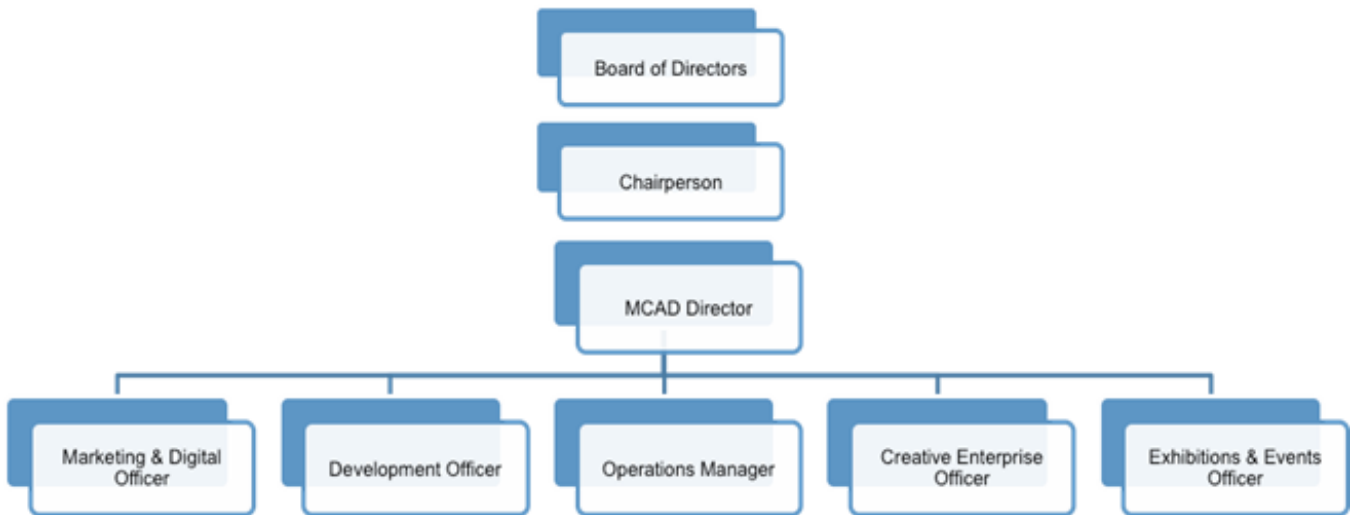 Board of Directors
Chairperson
MCAD Director
Marketing & Digital
Officer
Development Officer
Operations Manager
Creative Enterprise
Officer
Exhibitions & Events
Officer